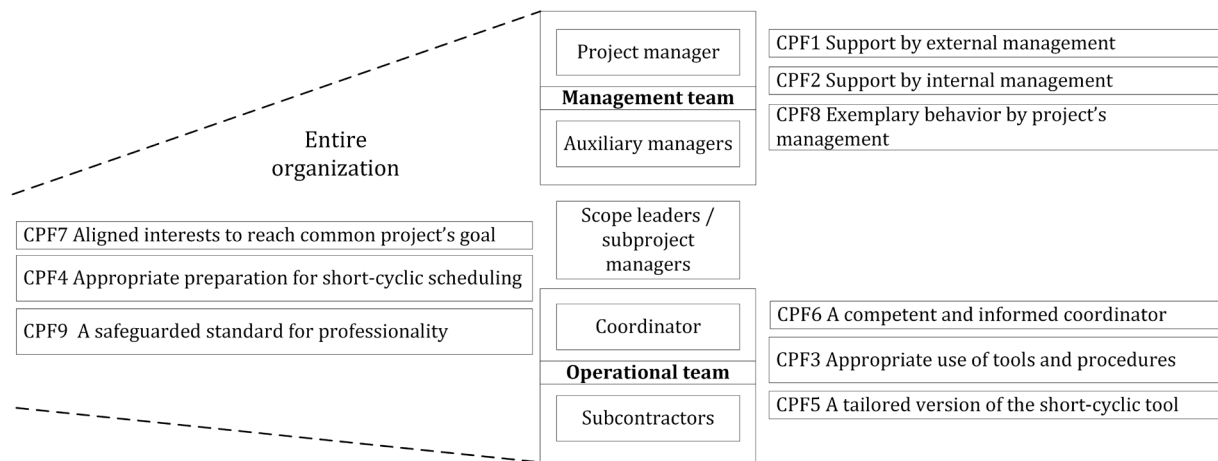 Entire
organization
CPF7 Aligned interests to reach common project's goal
CPF4 Appropriate preparation for short-cyclic scheduling
CPF9 A safeguarded standard for professionality
Project manager
Management team
Auxiliary managers
Scope leaders /
subproject
managers
Coordinator
Operational team
Subcontractors
CPF1 Support by external management
CPF2 Support by internal management
CPF8 Exemplary behavior by project's
management
CPF6 A competent and informed coordinator
CPF3 Appropriate use of tools and procedures
CPF5 A tailored version of the short-cyclic tool